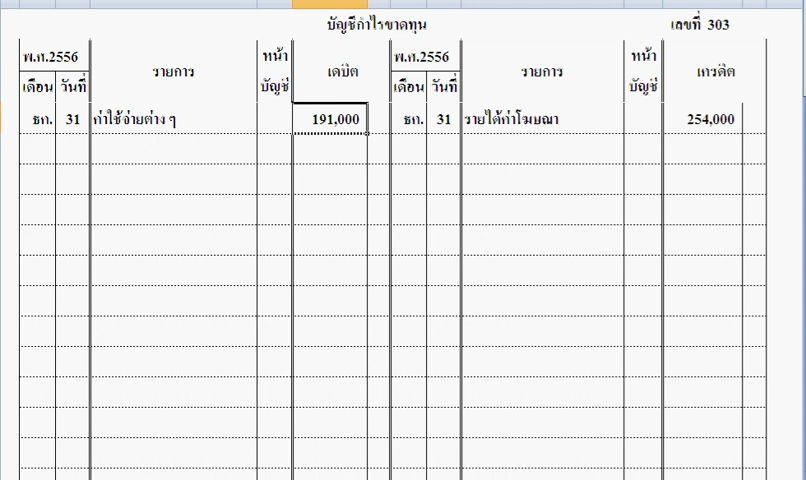 บัญชีกำไรขาดทุน เลขที่ 303
พ.ศ.2556 รายการ หน้าบัญชี เดบิต พ.ศ.2556 รายการ หน้าบัญชี เครดิต
เดือน วันที่ เดือน วันที่
ธค. 31 ค่าใช้จ่ายต่าง ๆ 191,000 ธค. 31 รายได้ค่าโฆษณา 254,000